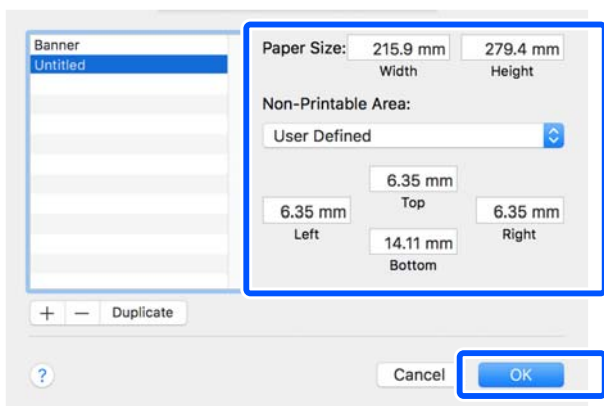 Banner
Untitled
Paper Size: 215.9 mm 279.4 mm
Width Height
Non-Printable Area:
User Defined
6.35 mm
Top
6.35 mm 6.35 mm
Left Right
14.11 mm
Bottom
+ − Duplicate
? Cancel OK